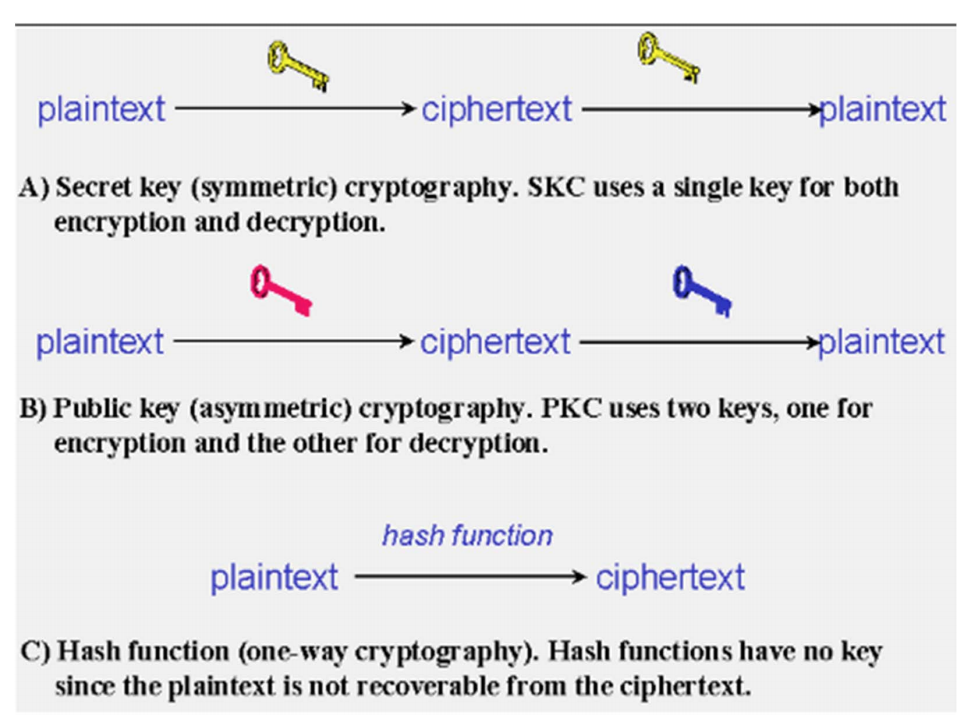 plaintext ciphertext plaintext
A) Secret key (symmetric) cryptography. SKC uses a single key for both
encryption and decryption.
plaintext ciphertext plaintext
B) Public key (asymmetric) cryptography. PKC uses two keys, one for
encryption and the other for decryption.
hash function
plaintext ciphertext
C) Hash function (one-way cryptography). Hash functions have no key
since the plaintext is not recoverable from the ciphertext.